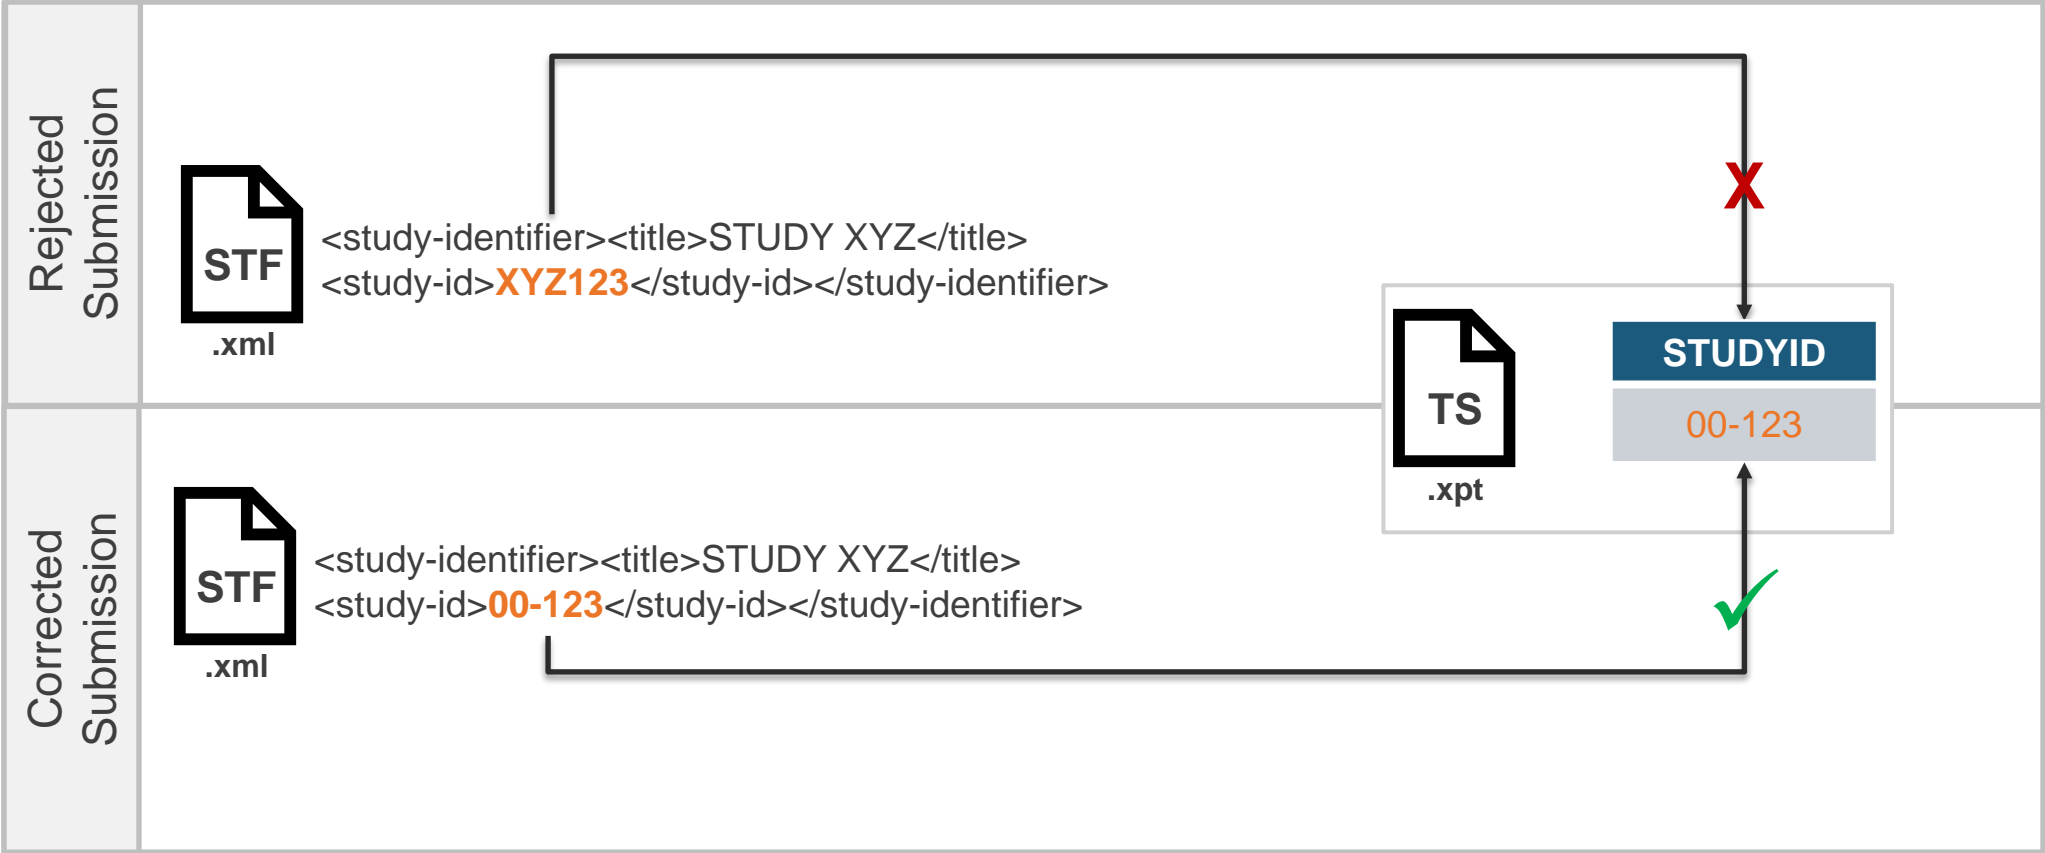 Rejected
Submission
STF
.xml
<study-identifier><title>STUDY XYZ</title>
<study-id>XYZ123</study-id></study-identifier>
X
TS
.xpt
STUDYID
00-123
Corrected
Submission
STF
.xml
<study-identifier><title>STUDY XYZ</title>
<study-id>00-123</study-id></study-identifier>